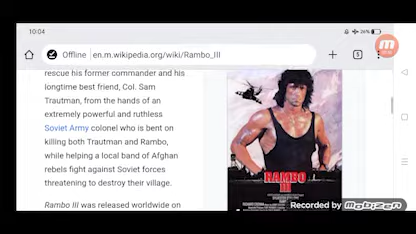 10:04
26%
Offline en.m.wikipedia.org/wiki/Rambo_III
5
rescue his former commander and his
longtime best friend, Col. Sam
Trautman, from the hands of an
extremely powerful and ruthless
Soviet Army colonel who is bent on
killing both Trautman and Rambo,
while helping a local band of Afghan
rebels fight against Soviet forces
threatening to destroy their village.
Rambo III was released worldwide on
RAMBO
III
Recorded by mobizen